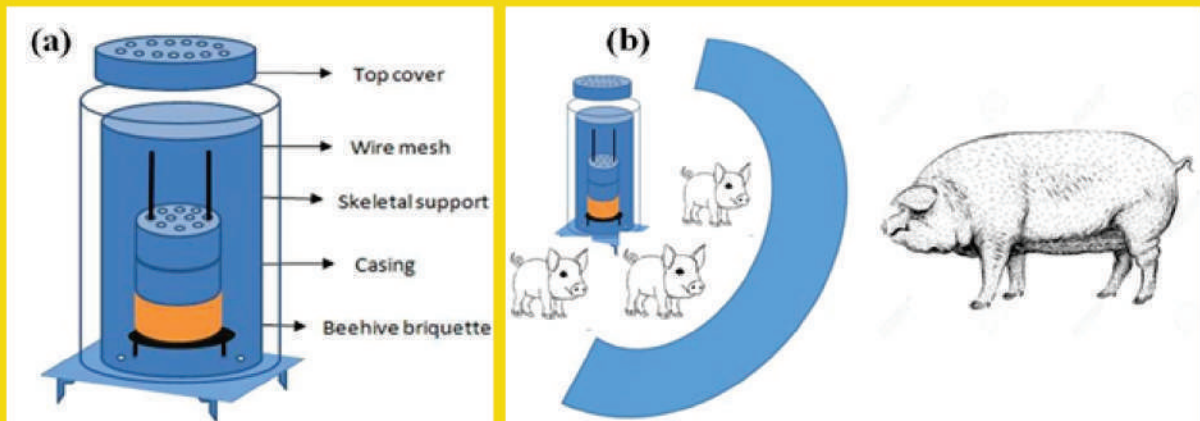 (a)
Top cover
Wire mesh
Skeletal support
Casing
Beehive briquette
(b)